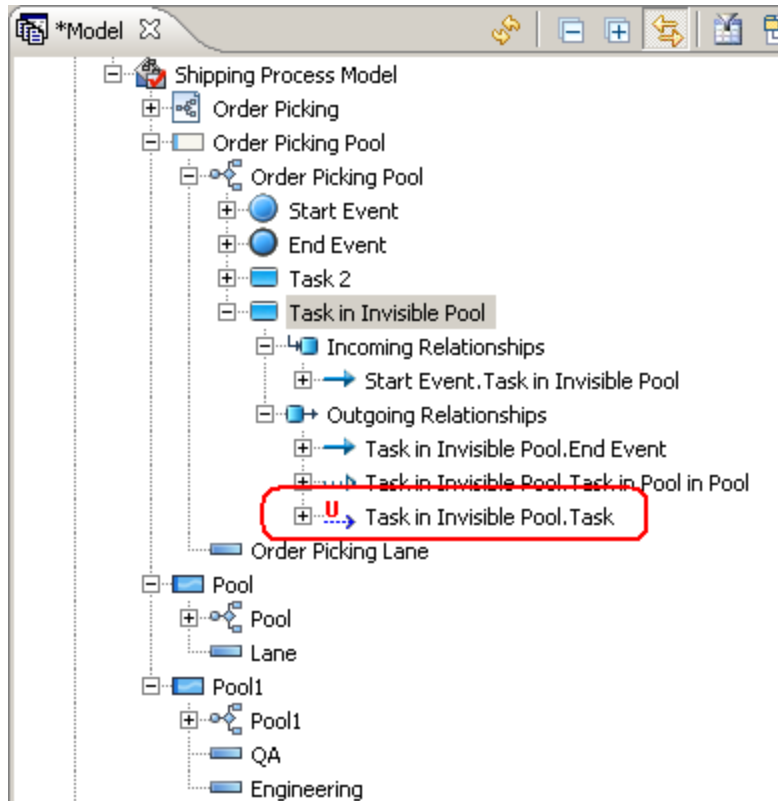 *Model
Shipping Process Model
Order Picking
Order Picking Pool
Order Picking Pool
Start Event
End Event
Task 2
Task in Invisible Pool
Incoming Relationships
Start Event.Task in Invisible Pool
Outgoing Relationships
Task in Invisible Pool.End Event
Task in Invisible Pool.Task in Pool in Pool
U Task in Invisible Pool.Task
Order Picking Lane
Pool
Pool
Lane
Pool1
Pool1
QA
Engineering